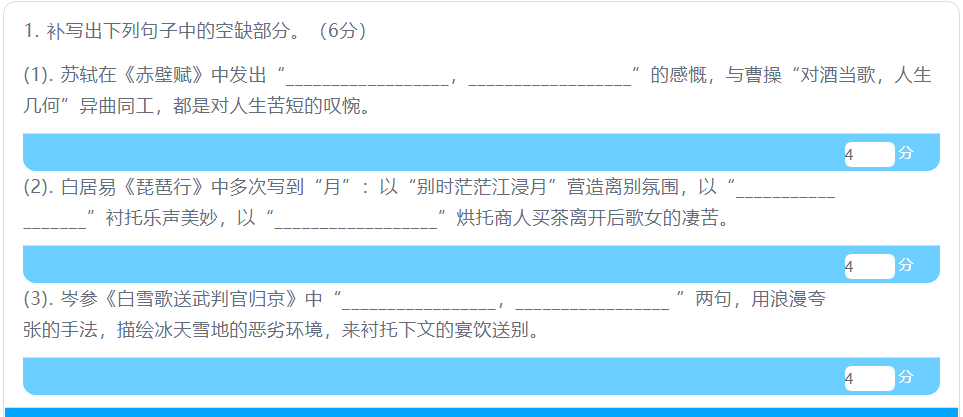 1. 补写出下列句子中的空缺部分。（6分）
(1). 苏轼在《赤壁赋》中发出“__________________，__________________”的感慨，与曹操“对酒当歌，人生
几何”异曲同工，都是对人生苦短的叹惋。
4 分
(2). 白居易《琵琶行》中多次写到“月”：以“别时茫茫江浸月”营造离别氛围，以“___________
_______”衬托乐声美妙，以“__________________”烘托商人买茶离开后歌女的凄苦。
4 分
(3). 岑参《白雪歌送武判官归京》中“_________________，_________________”两句，用浪漫夸
张的手法，描绘冰天雪地的恶劣环境，来衬托下文的宴饮送别。
4 分